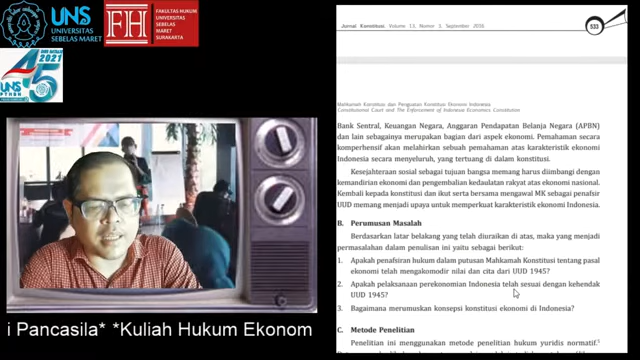 UNS
UNIVERSITAS
SEBELAS MARET
FH
FAKULTAS HUKUM
UNIVERSITAS
SEBELAS
MARET
SURAKARTA
2021
45
UNS
PTNBH
Jurnal Konstitusi, Volume 13, Nomor 3, September 2016
533
Mahkamah Konstitusi dan Penguatan Konstitusi Ekonomi Indonesia
Constitutional Court and The Enforcement of Indonesia Economics Constitution
Bank Sentral, Keuangan Negara, Anggaran Pendapatan Belanja Negara (APBN)
dan lain sebagainya merupakan bagian dari aspek ekonomi. Pemahaman secara
komperhensif akan melahirkan sebuah pemahaman atas karakteristik ekonomi
Indonesia secara menyeluruh, yang tertuang di dalam konstitusi.
Kesejahteraan sosial sebagai tujuan bangsa memang harus diimbangi dengan
kemandirian ekonomi dan pengembalian kedaulatan rakyat atas ekonomi nasional.
Kembali kepada konstitusi dan ikut serta bersama mengawal MK sebagai penafsir
UUD memang menjadi upaya untuk memperkuat karakteristik ekonomi Indonesia.
B. Perumusan Masalah
Berdasarkan latar belakang yang telah diuraikan di atas, maka yang menjadi
permasalahan dalam penulisan ini yaitu sebagai berikut:
1. Apakah penafsiran hukum dalam putusan Mahkamah Konstitusi tentang pasal
ekonomi telah mengakomodir nilai dan cita dari UUD 1945?
2. Apakah pelaksanaan perekonomian Indonesia telah sesuai dengan kehendak
UUD 1945?
3. Bagaimana merumuskan konsepsi konstitusi ekonomi di Indonesia?
C. Metode Penelitian
Penelitian ini menggunakan metode penelitian hukum yuridis normatif.
i Pancasila* *Kuliah Hukum Ekonom